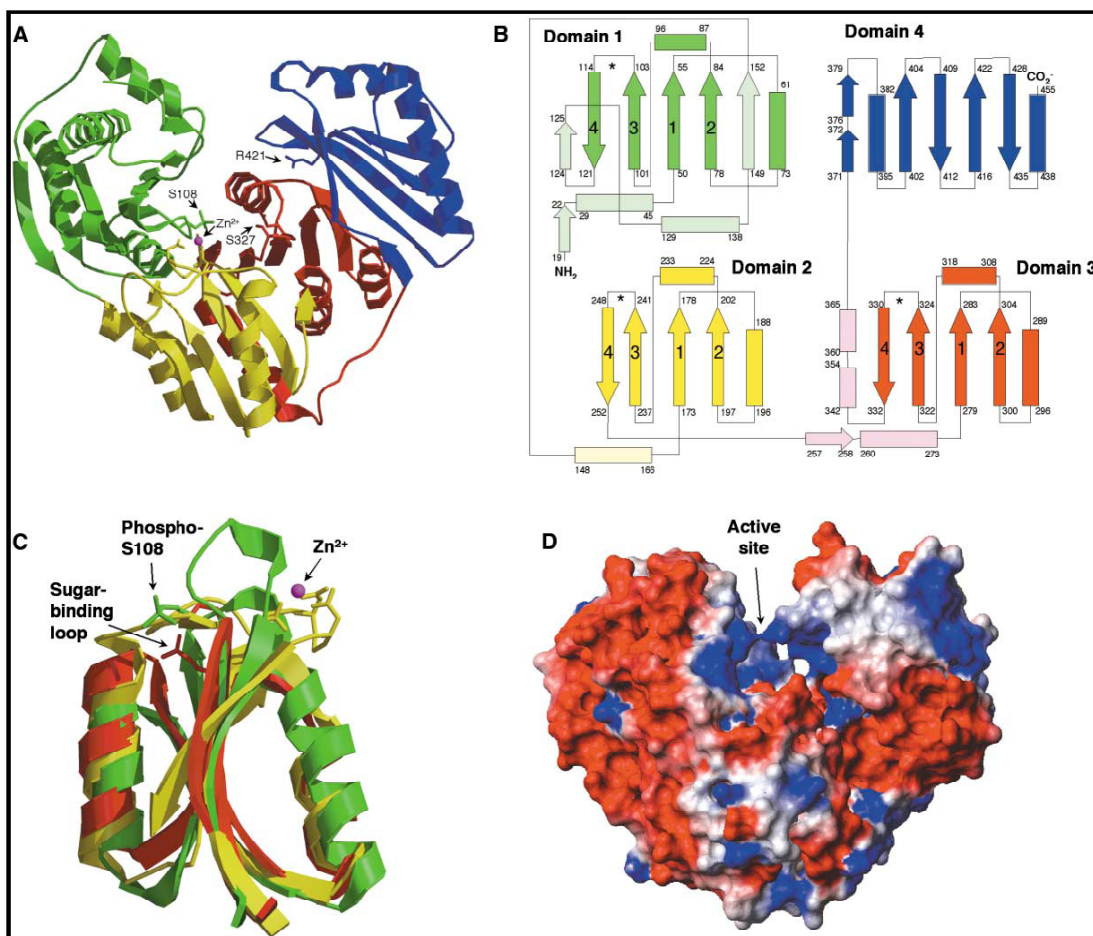 A
R421
S108
Zn2+
S327
B
Domain 1
96 87
114 * 103 55 84 152
61
125
4 3 1 2
124 121 101 50 78 149 73
22
29 45
129 138
19
NH2
Domain 4
379 404 409 422 428
CO2-
382 455
376
372
371 395 402 412 416 435 438
Domain 2
233 224
248 * 241 178 202
188
4 3 1 2
252 237 173 197 196
148 166
Domain 3
318 308
365 330 * 324 283 304
289
4 3 1 2
360
354
342 332 322 279 300 296
257 258 260 273
C
Phospho-
S108
Zn2+
Sugar-
binding
loop
D
Active
site